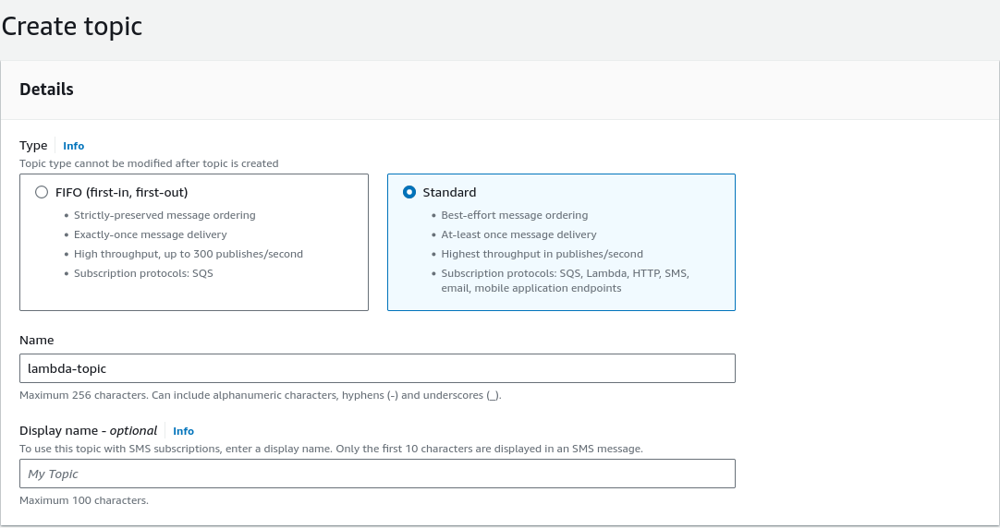 Create topic
Details
Type Info
Topic type cannot be modified after topic is created
FIFO (first-in, first-out)
• Strictly-preserved message ordering
• Exactly-once message delivery
• High throughput, up to 300 publishes/second
• Subscription protocols: SQS
Standard
• Best-effort message ordering
• At-least once message delivery
• Highest throughput in publishes/second
• Subscription protocols: SQS, Lambda, HTTP, SMS,
email, mobile application endpoints
Name
lambda-topic
Maximum 256 characters. Can include alphanumeric characters, hyphens (-) and underscores (_).
Display name - optional Info
To use this topic with SMS subscriptions, enter a display name. Only the first 10 characters are displayed in an SMS message.
My Topic
Maximum 100 characters.